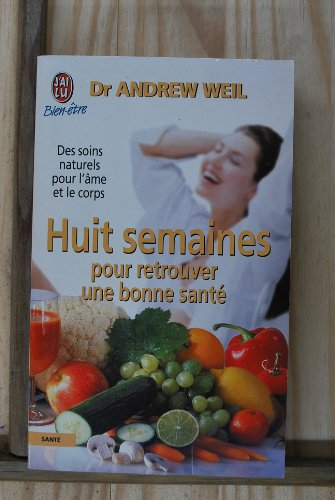 J'AI
LU
Bien-être
Dr ANDREW WEIL
Des soins
naturels
pour l'âme
et le corps
Huit semaines
pour retrouver
une bonne santé
SANTÉ